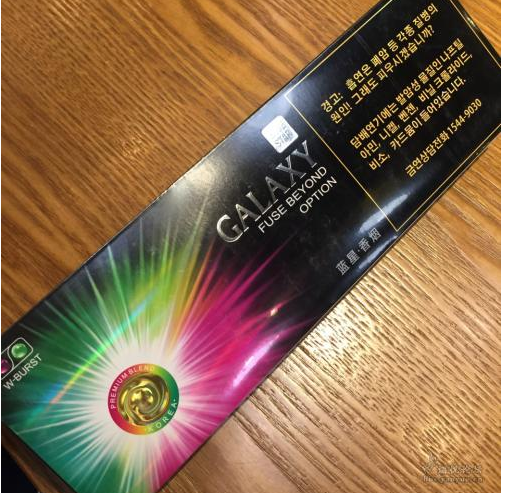 경고: 흡연은 폐암 등 각종 질병의
원인! 그래도 피우시겠습니까?
담배연기에는 발암성 물질인 나프틸
아민, 니켈, 벤젠, 비닐 크롤라이드,
비소, 카드뮴이 들어있습니다.
금연상담전화 1544-9030
GALAXY
FUSE BEYOND
OPTION
蓝星·香烟
W-BURST
PREMIUM BLEND
KOREA